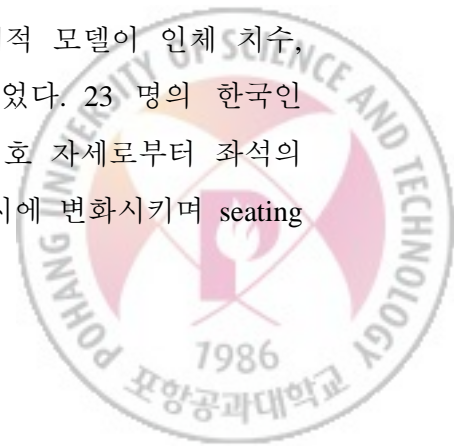 적 모델이 인체 치수,
었다. 23 명의 한국인
호 자세로부터 좌석의
시에 변화시키며 seating
POHANG UNIVERSITY OF SCIENCE AND TECHNOLOGY
1986
포항공과대학교